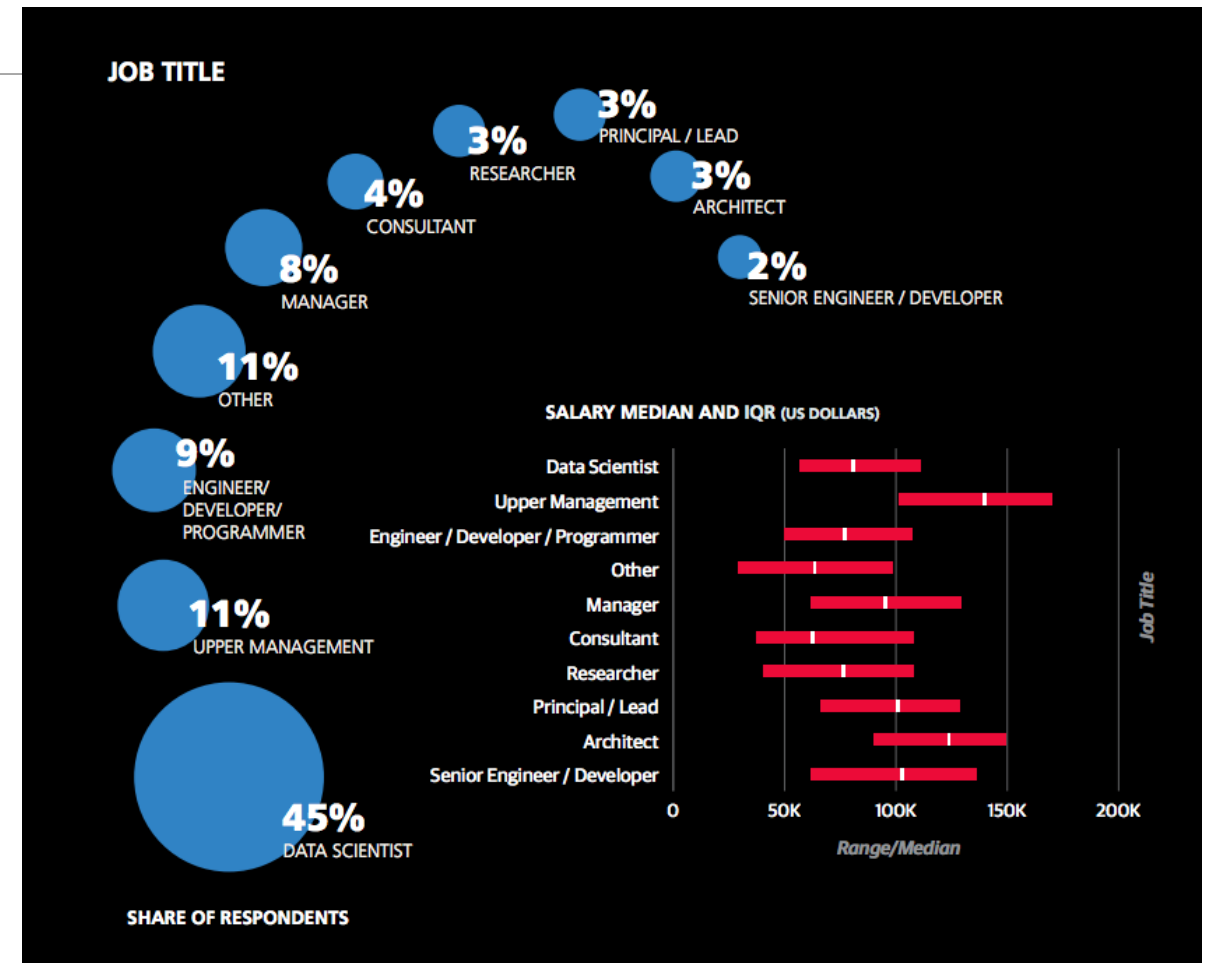 JOB TITLE
3%
PRINCIPAL / LEAD
3%
RESEARCHER
3%
ARCHITECT
4%
CONSULTANT
2%
SENIOR ENGINEER / DEVELOPER
8%
MANAGER
11%
OTHER
9%
ENGINEER/
DEVELOPER/
PROGRAMMER
11%
UPPER MANAGEMENT
45%
DATA SCIENTIST
SHARE OF RESPONDENTS
SALARY MEDIAN AND IQR (US DOLLARS)
Data Scientist
Upper Management
Engineer / Developer / Programmer
Other
Manager
Consultant
Researcher
Principal / Lead
Architect
Senior Engineer / Developer
0 50K 100K 150K 200K
Range/Median
Job Title